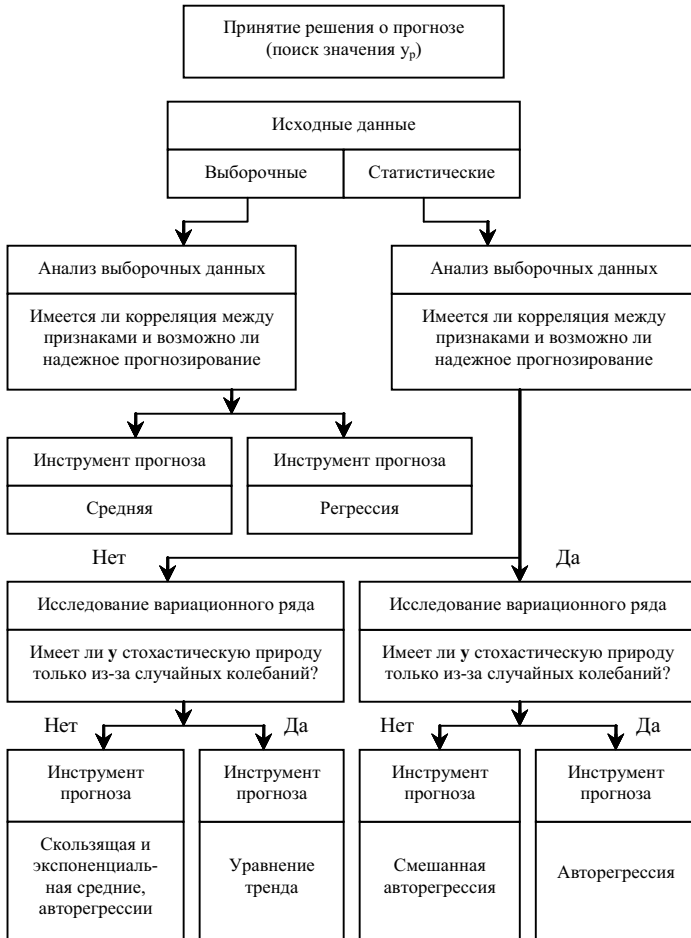 Принятие решения о прогнозе
(поиск значения yр)
Исходные данные
Выборочные
Статистические
Анализ выборочных данных
Имеется ли корреляция между
признаками и возможно ли
надежное прогнозирование
Анализ выборочных данных
Имеется ли корреляция между
признаками и возможно ли
надежное прогнозирование
Инструмент прогноза
Средняя
Инструмент прогноза
Регрессия
Нет
Да
Исследование вариационного ряда
Имеет ли y стохастическую природу
только из-за случайных колебаний?
Исследование вариационного ряда
Имеет ли y стохастическую природу
только из-за случайных колебаний?
Нет
Да
Нет
Да
Инструмент
прогноза
Скользящая и
экспоненциаль-
ная средние,
авторегрессии
Инструмент
прогноза
Уравнение
тренда
Инструмент
прогноза
Смешанная
авторегрессия
Инструмент
прогноза
Авторегрессия